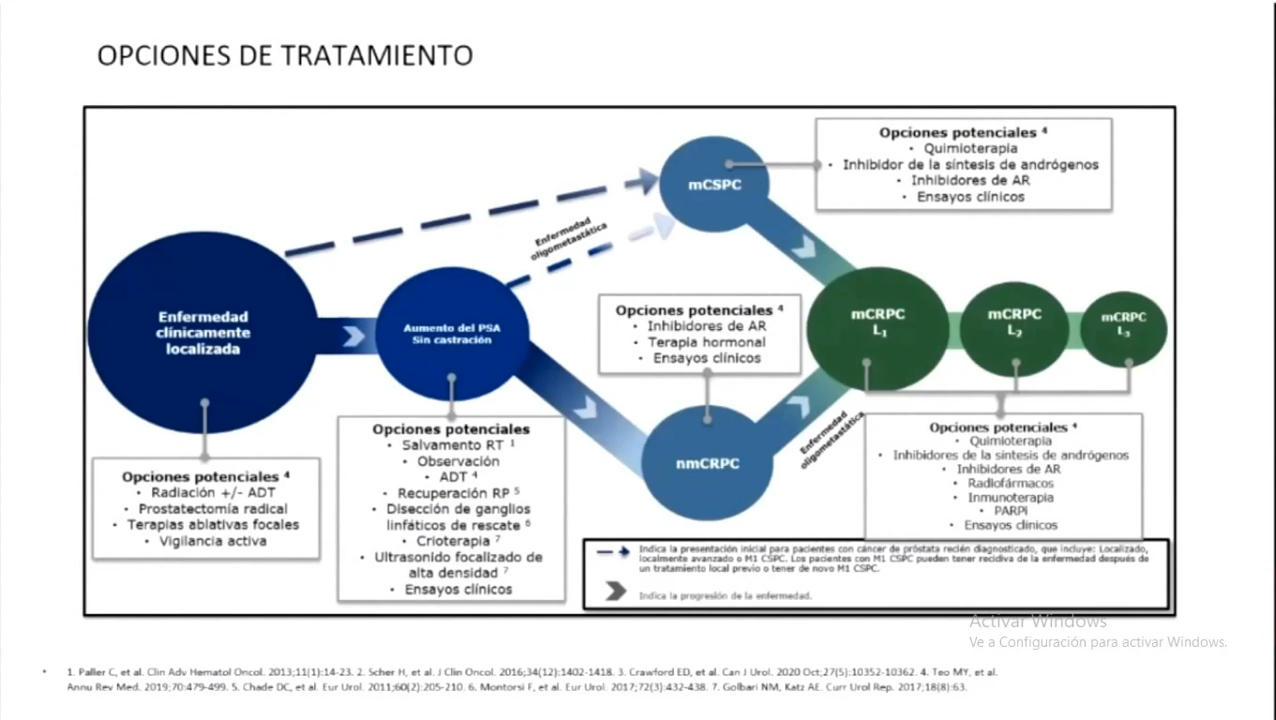 OPCIONES DE TRATAMIENTO
Enfermedad
clínicamente
localizada
Opciones potenciales 4
• Radiación +/- ADT
• Prostatectomía radical
• Terapias ablativas focales
• Vigilancia activa
Aumento del PSA
Sin castración
Opciones potenciales
• Salvamento RT 1
• Observación
• ADT 4
• Recuperación RP 5
• Disección de ganglios
linfáticos de rescate 6
• Crioterapia 7
• Ultrasonido focalizado de
alta densidad 7
• Ensayos clínicos
Enfermedad
oligometastática
mCSPC
Opciones potenciales 4
• Quimioterapia
• Inhibidor de la síntesis de andrógenos
• Inhibidores de AR
• Ensayos clínicos
Opciones potenciales 4
• Inhibidores de AR
• Terapia hormonal
• Ensayos clínicos
nmCRPC
Enfermedad
oligometastática
mCRPC
L1
mCRPC
L2
mCRPC
L3
Opciones potenciales 4
• Quimioterapia
• Inhibidores de la síntesis de andrógenos
• Inhibidores de AR
• Radiofármacos
• Inmunoterapia
• PARPi
• Ensayos clínicos
Indica la presentación inicial para pacientes con cáncer de próstata recién diagnosticado, que incluye: Localizado,
localmente avanzado o M1 CSPC. Los pacientes con M1 CSPC pueden tener recidiva de la enfermedad después de
un tratamiento local previo o tener de novo M1 CSPC.
Indica la progresión de la enfermedad.
Activar Windows
Ve a Configuración para activar Windows.
• 1. Paller C, et al. Clin Adv Hematol Oncol. 2013;11(1):14-23. 2. Scher H, et al. J Clin Oncol. 2016;34(12):1402-1418. 3. Crawford ED, et al. Can J Urol. 2020 Oct;27(5):10352-10362. 4. Teo MY, et al.
Annu Rev Med. 2019;70:479-499. 5. Chade DC, et al. Eur Urol. 2011;60(2):205-210. 6. Montorsi F, et al. Eur Urol. 2017;72(3):432-438. 7. Golbari NM, Katz AE. Curr Urol Rep. 2017;18(8):63.